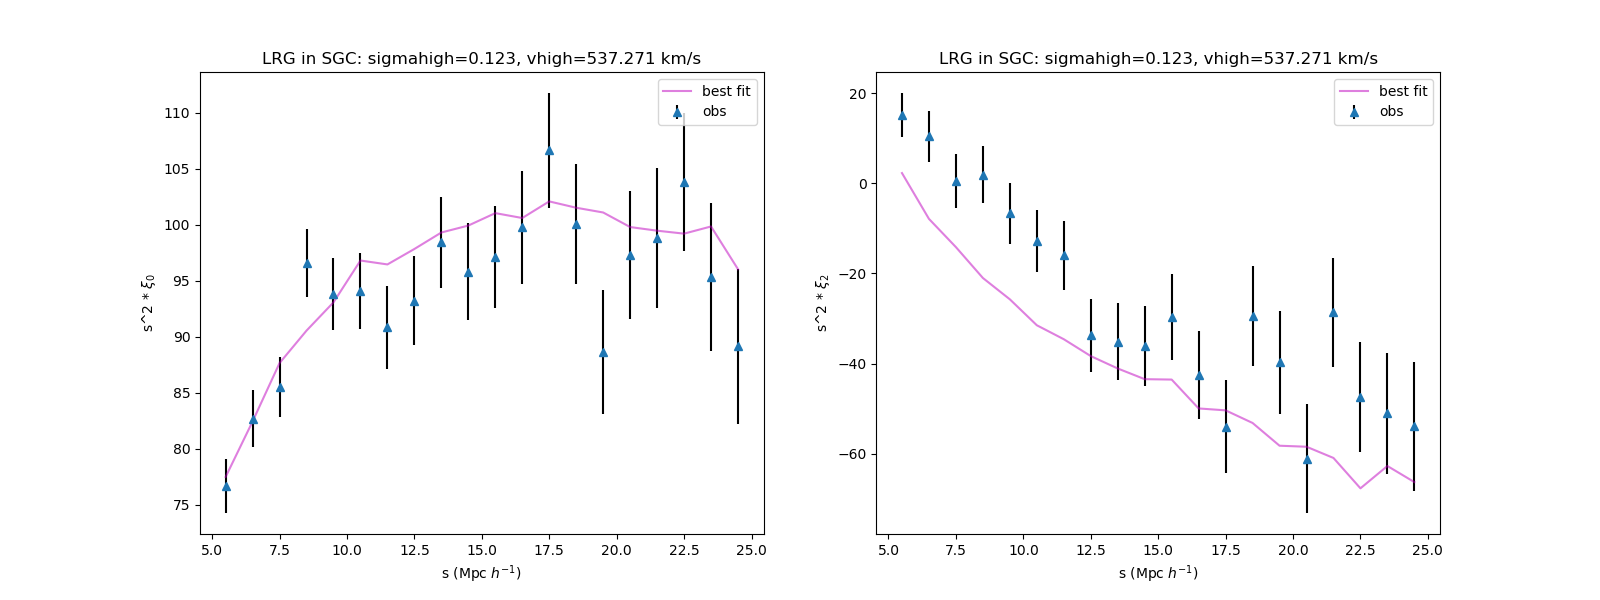 LRG in SGC: sigmahigh=0.123, vhigh=537.271 km/s
best fit
obs
110
105
100
95
90
85
80
75
s^2 * ξ₀
5.0 7.5 10.0 12.5 15.0 17.5 20.0 22.5 25.0
s (Mpc h⁻¹)
LRG in SGC: sigmahigh=0.123, vhigh=537.271 km/s
best fit
obs
20
0
−20
−40
−60
s^2 * ξ₂
5.0 7.5 10.0 12.5 15.0 17.5 20.0 22.5 25.0
s (Mpc h⁻¹)